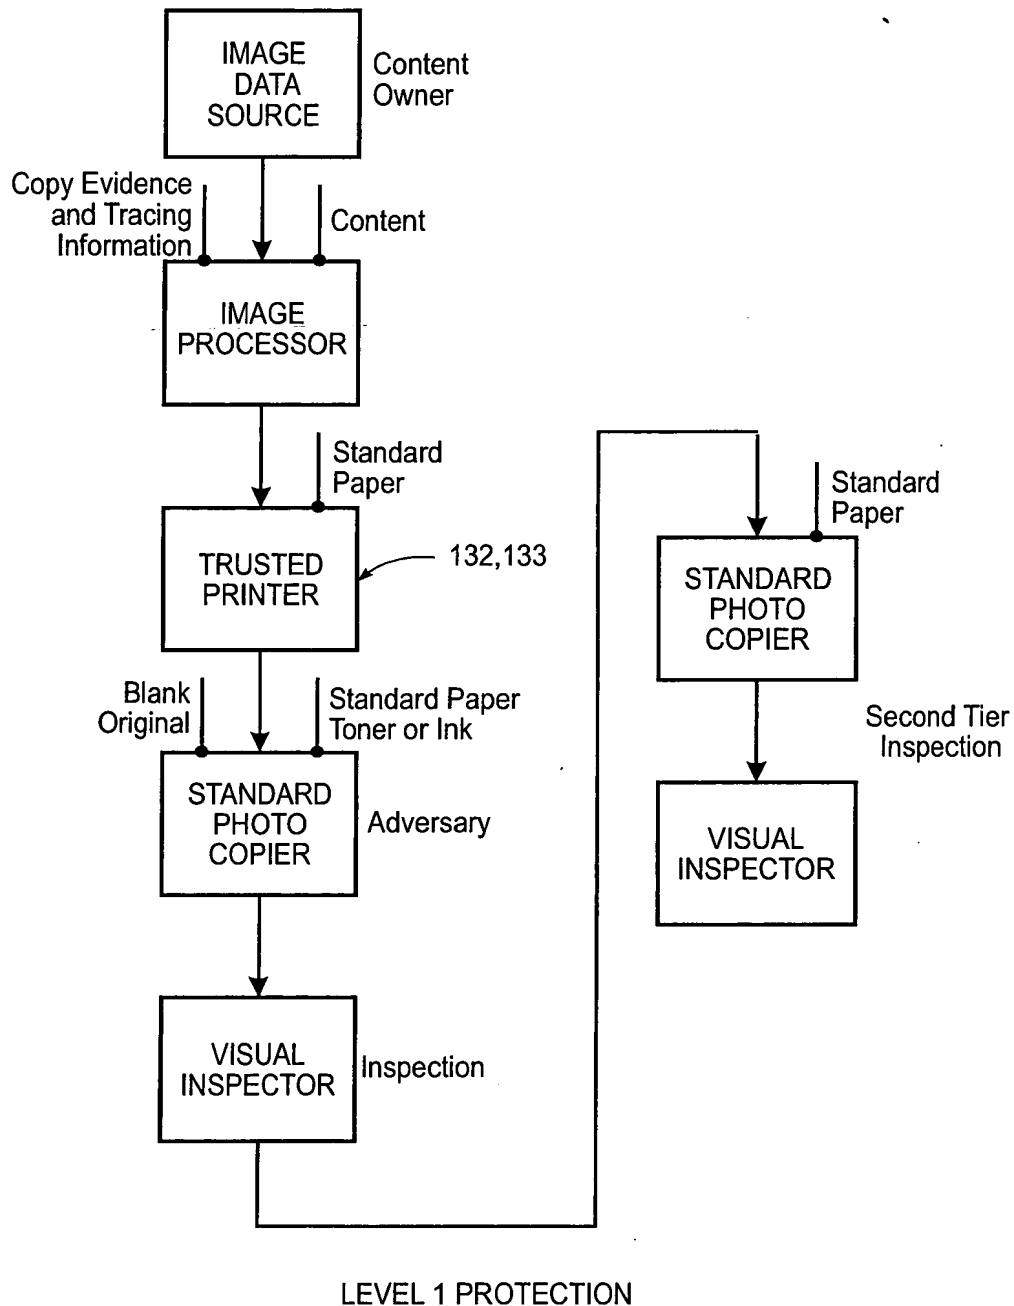 IMAGE
DATA
SOURCE
Content
Owner
Copy Evidence
and Tracing
Information
Content
IMAGE
PROCESSOR
Standard
Paper
TRUSTED
PRINTER
132,133
Blank
Original
Standard Paper
Toner or Ink
STANDARD
PHOTO
COPIER
Adversary
VISUAL
INSPECTOR
Inspection
Standard
Paper
STANDARD
PHOTO
COPIER
Second Tier
Inspection
VISUAL
INSPECTOR
LEVEL 1 PROTECTION